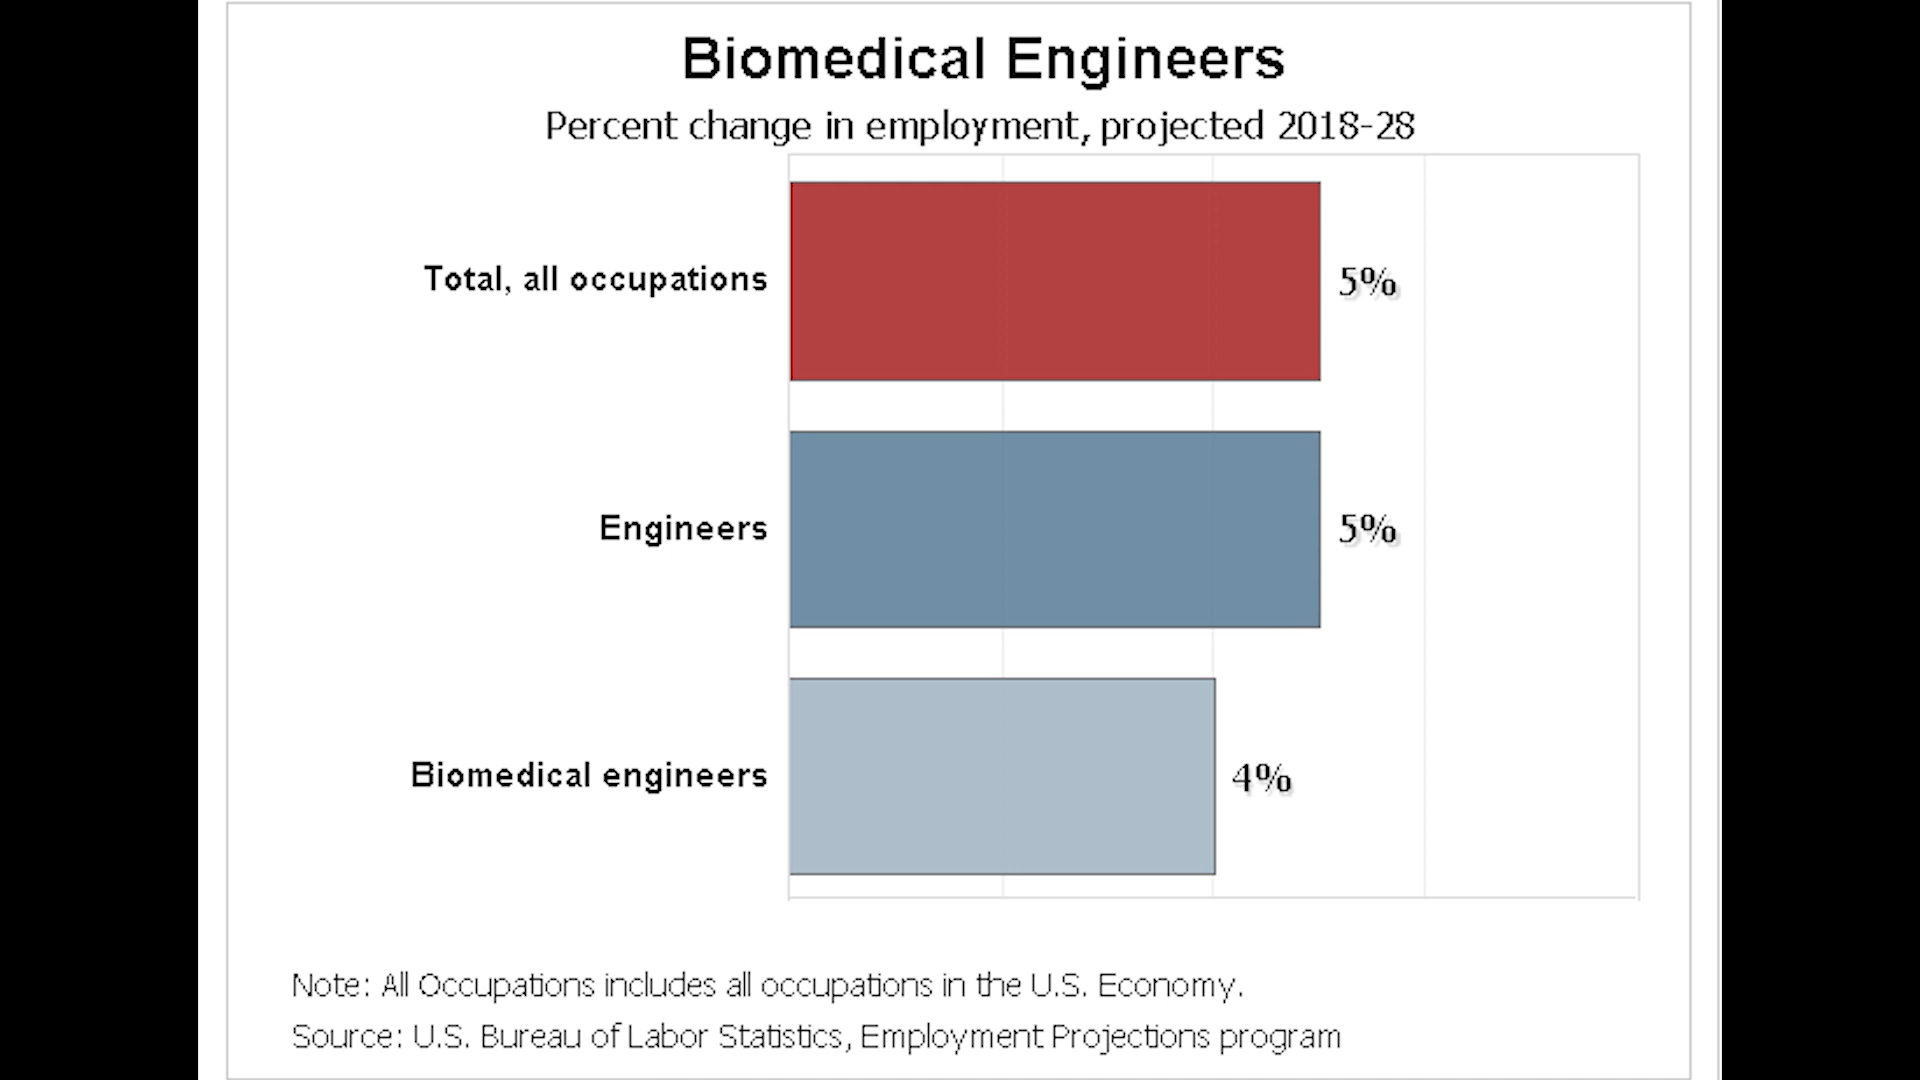 Biomedical Engineers
Percent change in employment, projected 2018-28
Total, all occupations
5%
Engineers
5%
Biomedical engineers
4%
Note: All Occupations includes all occupations in the U.S. Economy.
Source: U.S. Bureau of Labor Statistics, Employment Projections program